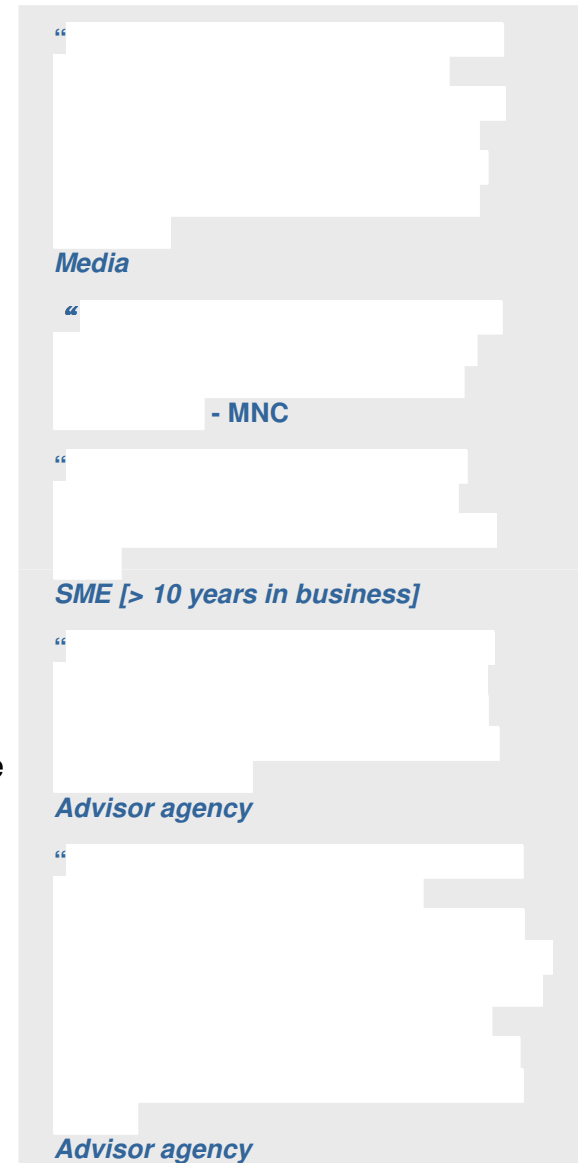 “
Media
“
- MNC
“
SME [> 10 years in business]
“
e
Advisor agency
“
Advisor agency